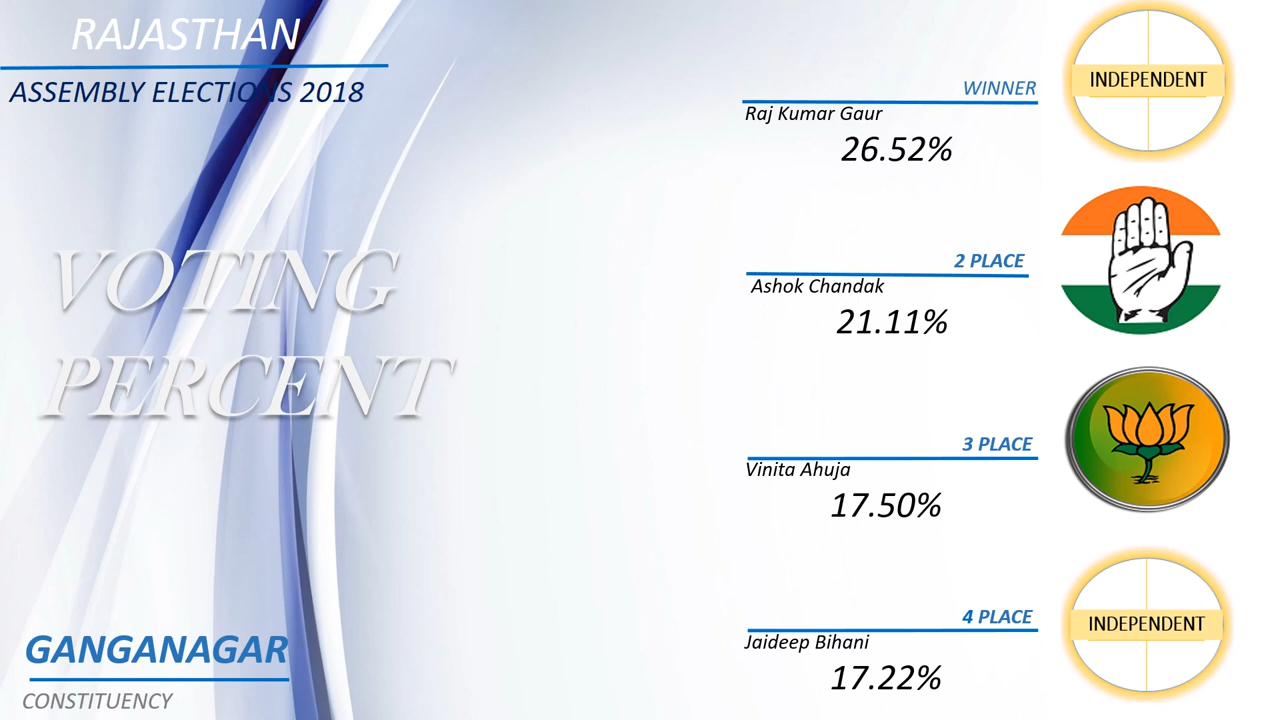 RAJASTHAN
ASSEMBLY ELECTIONS 2018
VOTING
PERCENT
GANGANAGAR
CONSTITUENCY
WINNER
Raj Kumar Gaur
26.52%
INDEPENDENT
2 PLACE
Ashok Chandak
21.11%
3 PLACE
Vinita Ahuja
17.50%
4 PLACE
Jaideep Bihani
17.22%
INDEPENDENT